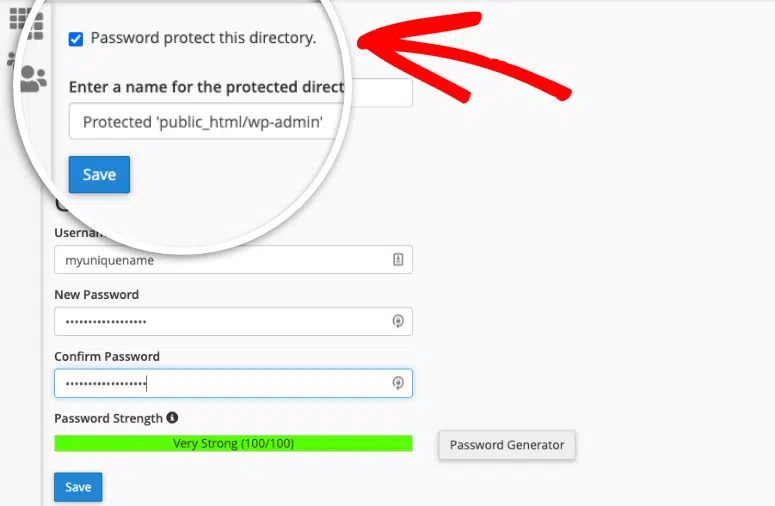 Password protect this directory.
Enter a name for the protected direct
Protected 'public_html/wp-admin'
Save
myuniquename
New Password
••••••••••••••••••
Confirm Password
••••••••••••••••••
Password Strength
Very Strong (100/100)
Password Generator
Save